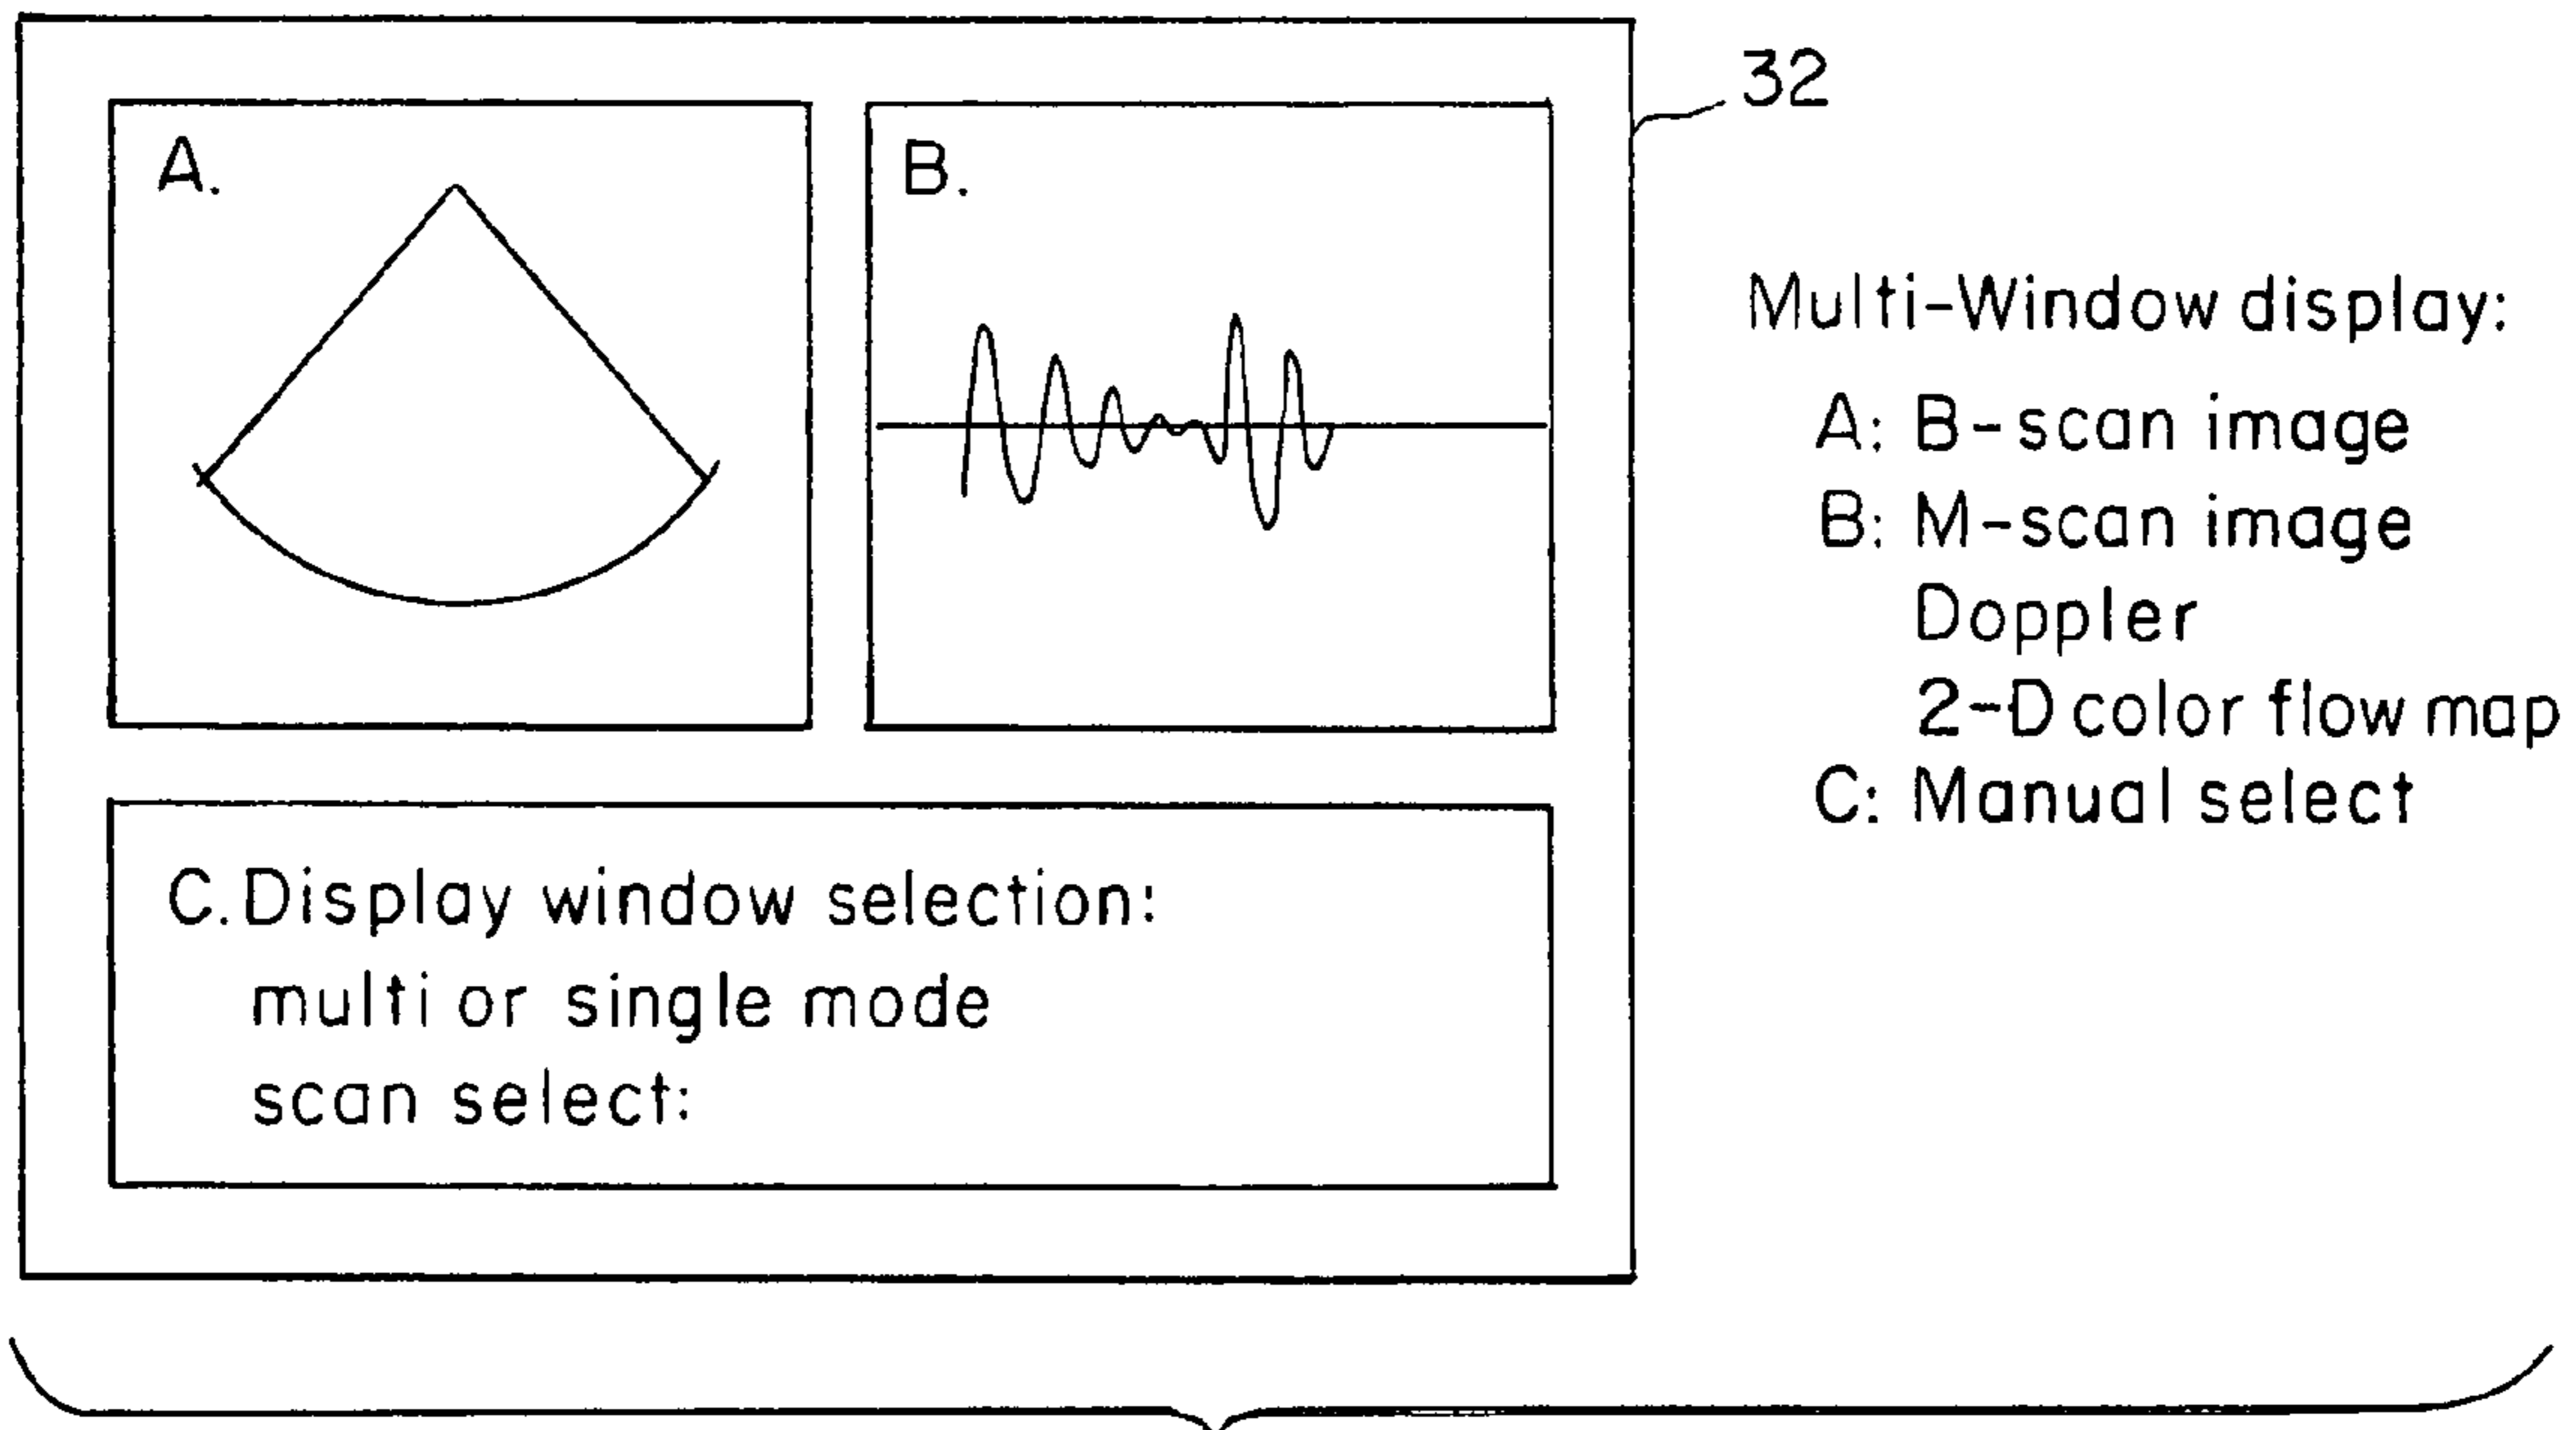 32
A.
B.
Multi-Window display:
A: B-scan image
B: M-scan image
Doppler
2-D color flow map
C: Manual select
C. Display window selection:
multi or single mode
scan select: